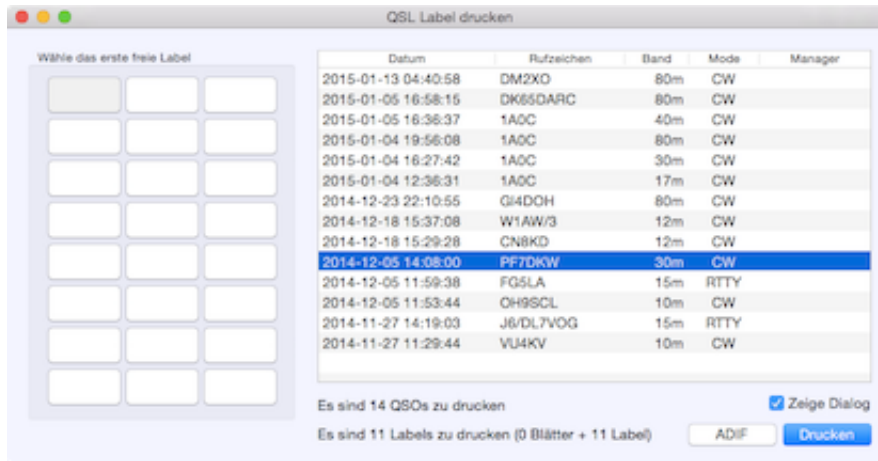 QSL Label drucken
Wähle das erste freie Label
Datum Rufzeichen Band Mode Manager
2015-01-13 04:40:58 DM2XO 80m CW
2015-01-05 16:58:15 DK65DARC 80m CW
2015-01-05 16:36:37 1A0C 40m CW
2015-01-04 19:56:08 1A0C 80m CW
2015-01-04 16:27:42 1A0C 30m CW
2015-01-04 12:36:31 1A0C 17m CW
2014-12-23 22:10:55 GI4DOH 80m CW
2014-12-18 15:37:08 W1AW/3 12m CW
2014-12-18 15:29:28 CN8KD 12m CW
2014-12-05 14:08:00 PF7DKW 30m CW
2014-12-05 11:59:38 FG5LA 15m RTTY
2014-12-05 11:53:44 OH9SCL 10m CW
2014-11-27 14:19:03 J6/DL7VOG 15m RTTY
2014-11-27 11:29:44 VU4KV 10m CW
Es sind 14 QSOs zu drucken
Zeige Dialog
Es sind 11 Labels zu drucken (0 Blätter + 11 Label)
ADIF
Drucken